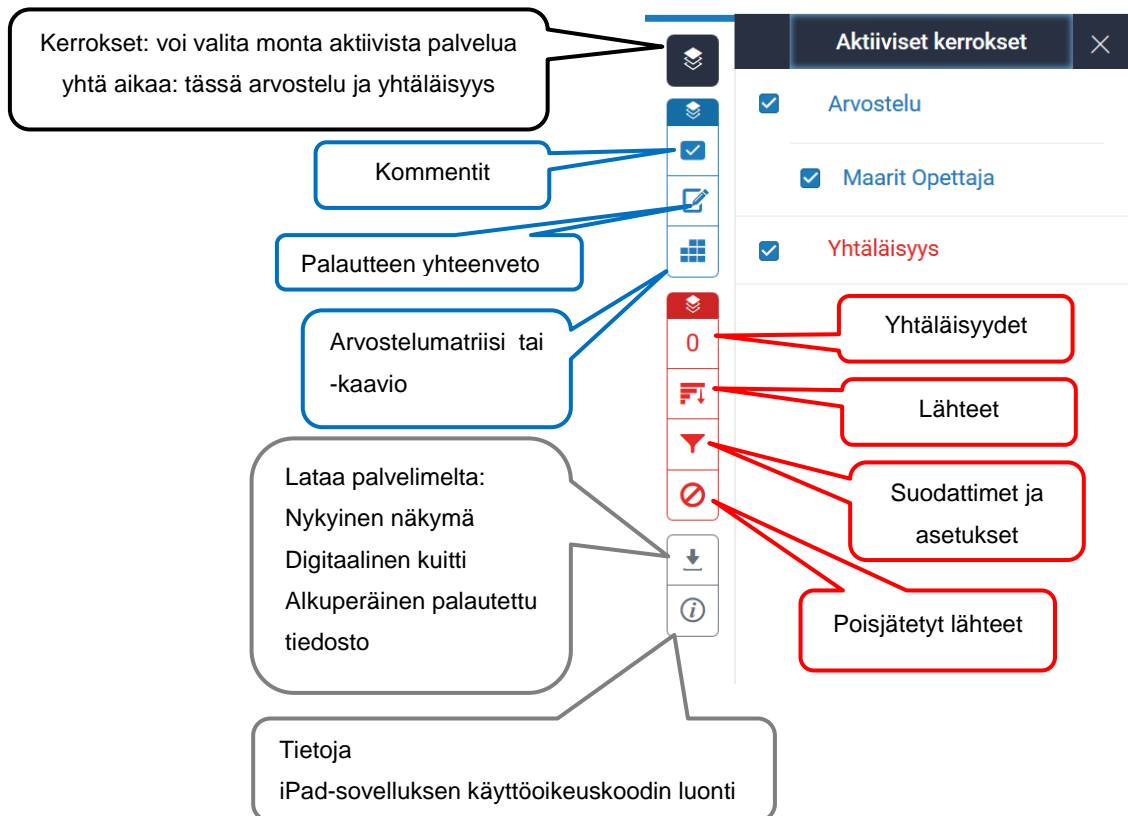 Kerrokset: voi valita monta aktiivista palvelua
yhtä aikaa: tässä arvostelu ja yhtäläisyys
Aktiiviset kerrokset
Arvostelu
Kommentit
Maarit Opettaja
Palautteen yhteenveto
Yhtäläisyys
Arvostelumatriisi tai
-kaavio
0
Yhtäläisyydet
Lähteet
Lataa palvelimelta:
Nykyinen näkymä
Digitaalinen kuitti
Alkuperäinen palautettu
tiedosto
Suodattimet ja
asetukset
Poisjätetyt lähteet
Tietoja
iPad-sovelluksen käyttöoikeuskoodin luonti